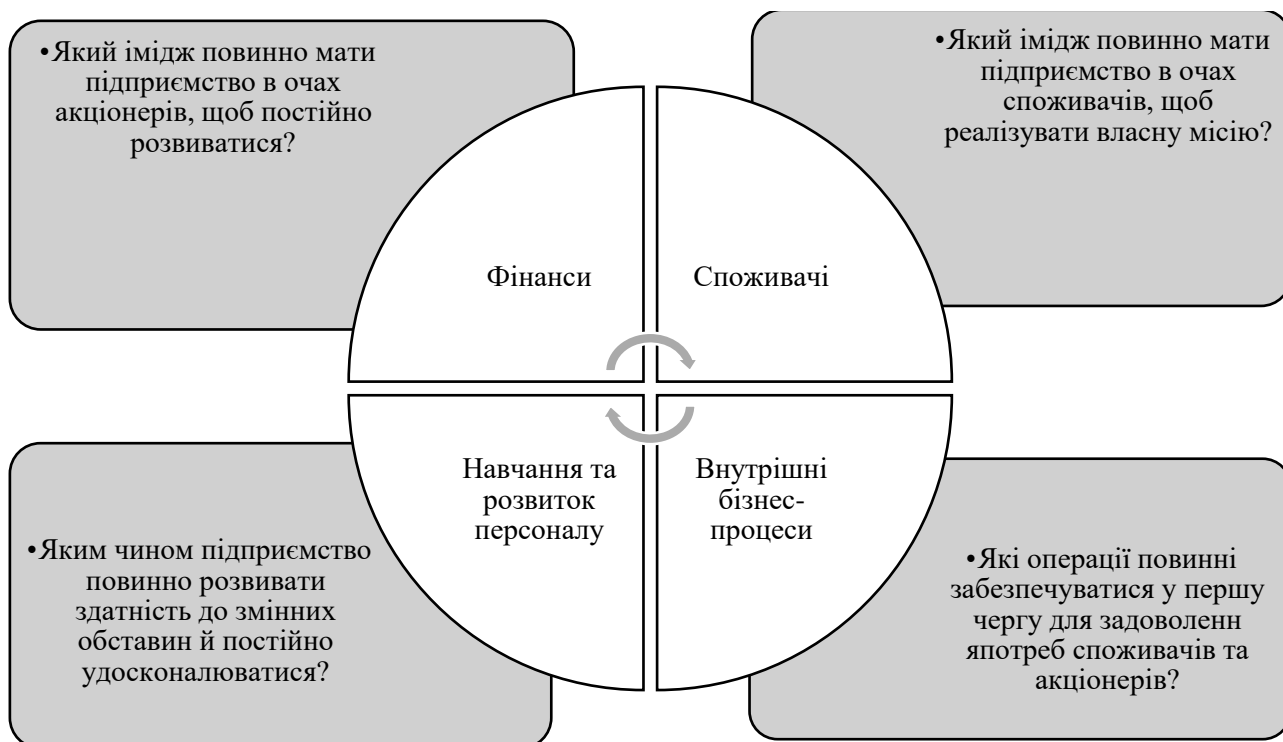 •Який імідж повинно мати
підприємство в очах
акціонерів, щоб постійно
розвиватися?
•Який імідж повинно мати
підприємство в очах
споживачів, щоб
реалізувати власну місію?
Фінанси
Споживачі
Навчання та
розвиток
персоналу
Внутрішні
бізнес-
процеси
•Яким чином підприємство
повинно розвивати
здатність до змінних
обставин й постійно
удосконалюватися?
•Які операції повинні
забезпечуватися у першу
чергу для задоволенн
японтреб споживачів та
акціонерів?